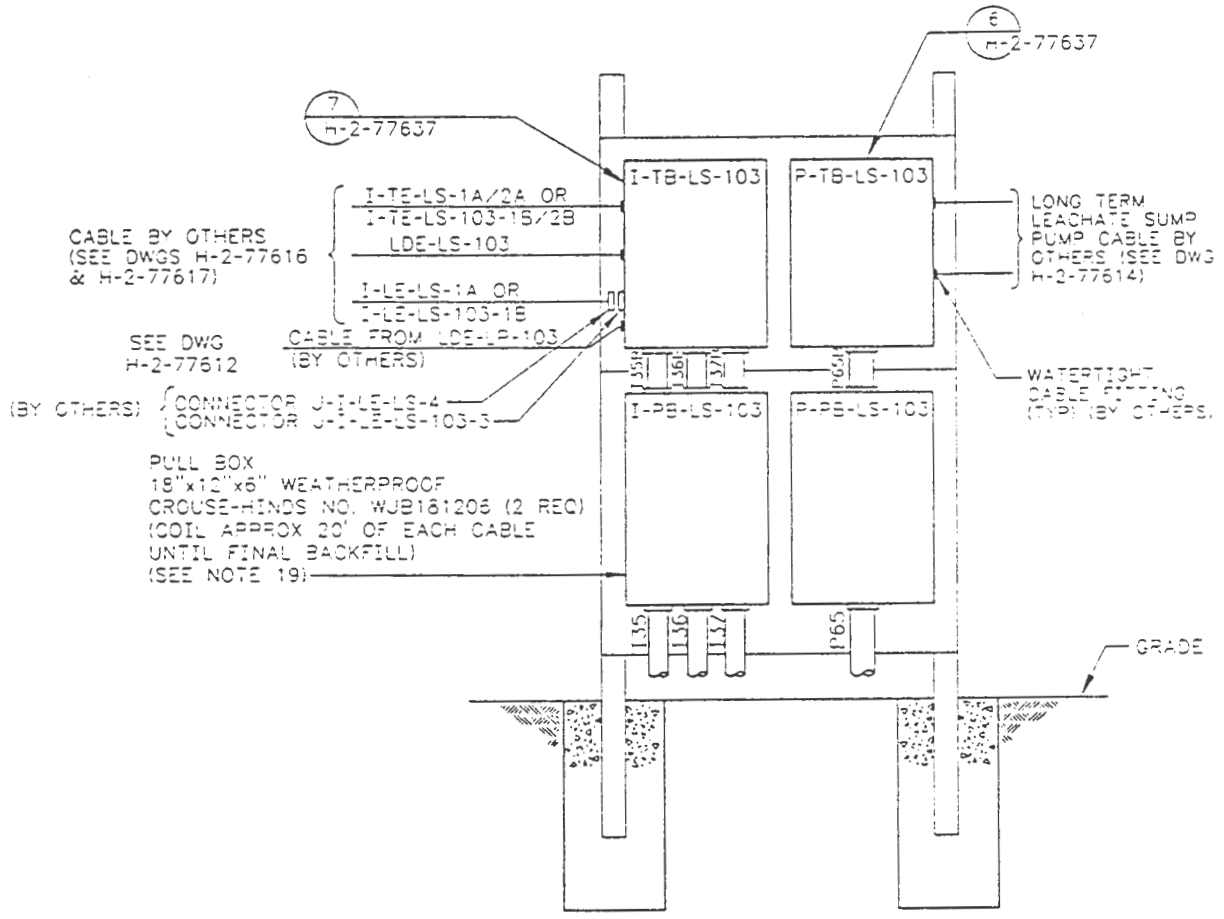 6
H-2-77637
7
H-2-77637
I-TB-LS-103
P-TB-LS-103
I-TE-LS-1A/2A OR
I-TE-LS-103-1B/2B
LDE-LS-103
CABLE BY OTHERS
(SEE DWGS H-2-77616
& H-2-77617)
I-LE-LS-1A OR
I-LE-LS-103-1B
LONG TERM
LEACHATE SUMP
PUMP CABLE BY
OTHERS (SEE DWG
H-2-77614)
SEE DWG
H-2-77612
CABLE FROM LDE-LP-103
(BY OTHERS)
(BY OTHERS)
CONNECTOR J-I-LE-LS-4
CONNECTOR J-I-LE-LS-103-3
WATERTIGHT
CABLE FITTING
(TYP) (BY OTHERS)
I-PB-LS-103
P-PB-LS-103
PULL BOX
18"x12"x6" WEATHERPROOF
CROUSE-HINDS NO. WJB181206 (2 REQ)
(COIL APPROX 20' OF EACH CABLE
UNTIL FINAL BACKFILL)
(SEE NOTE 19)
I35
I36
I37
P65
GRADE